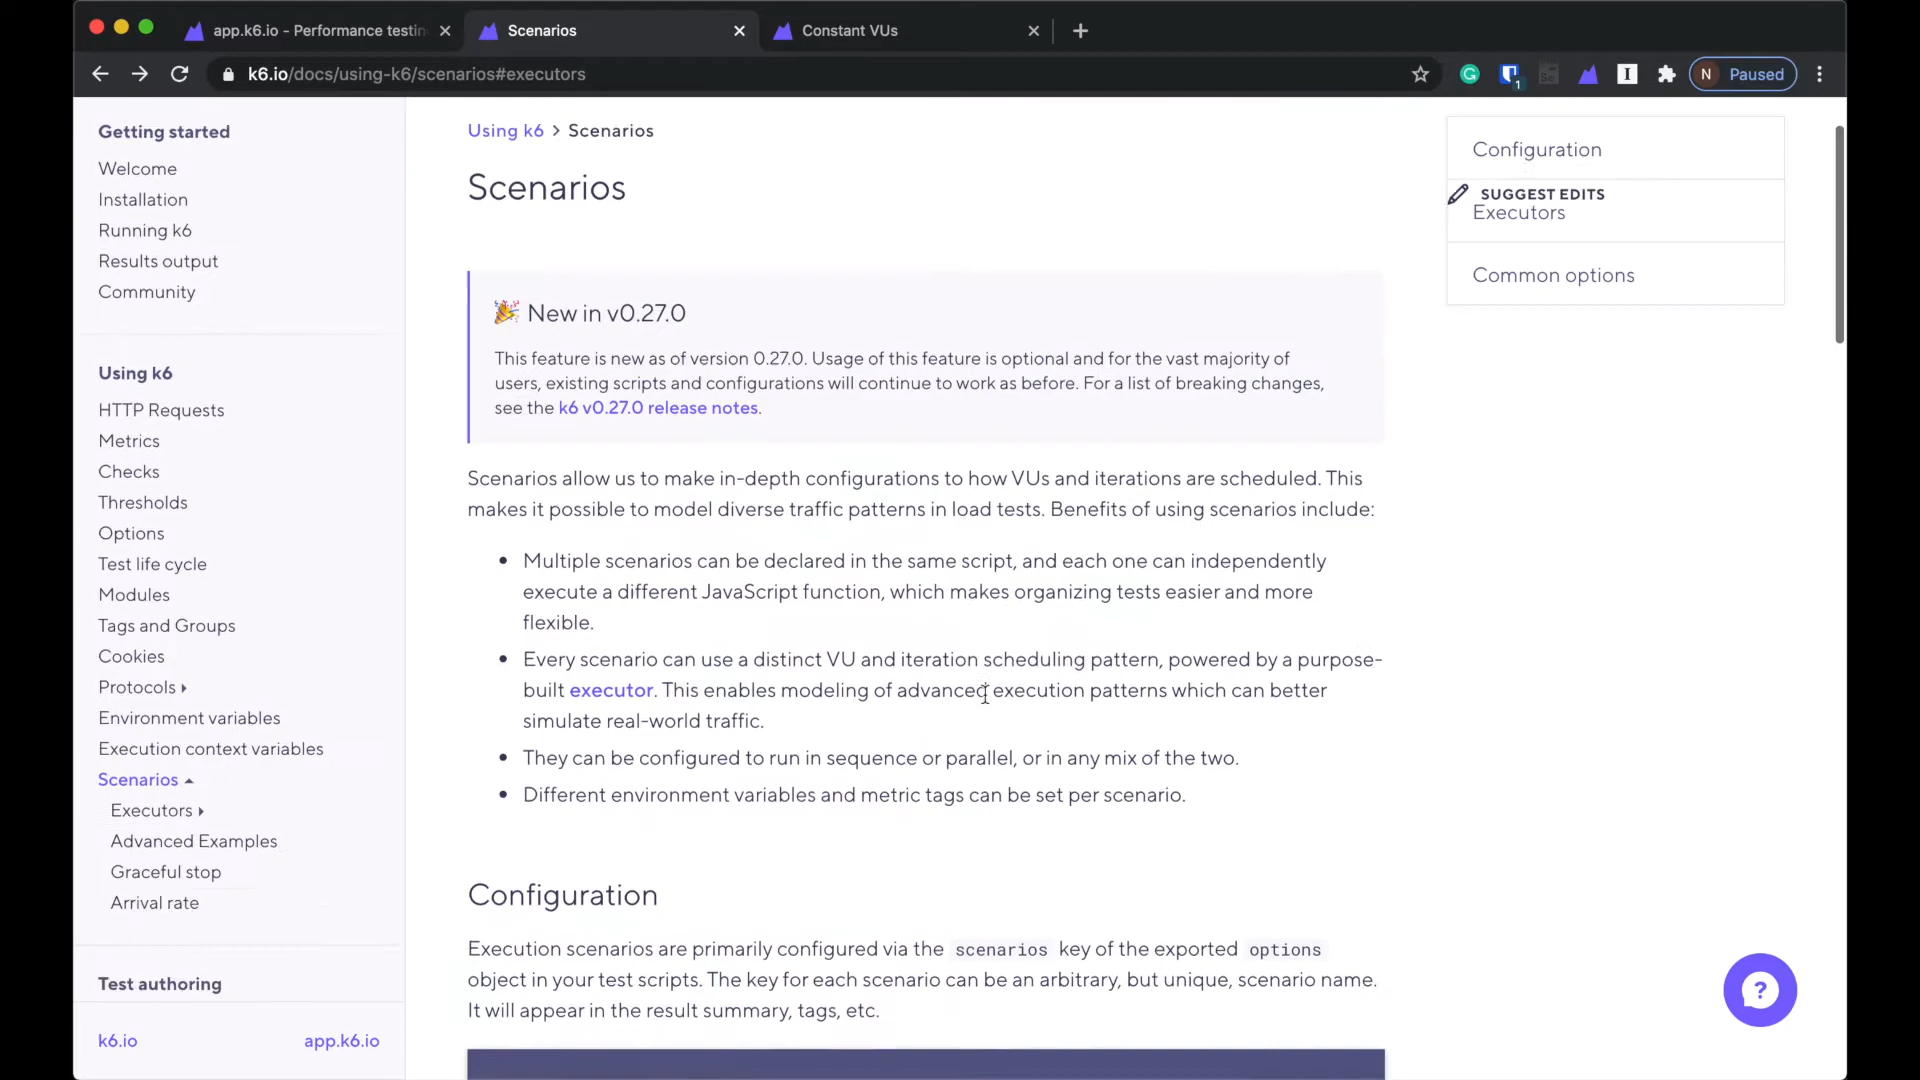 app.k6.io - Performance testin
Scenarios
Constant VUs
k6.io/docs/using-k6/scenarios#executors
1
N Paused
Getting started
Welcome
Installation
Running k6
Results output
Community
Using k6
HTTP Requests
Metrics
Checks
Thresholds
Options
Test life cycle
Modules
Tags and Groups
Cookies
Protocols
Environment variables
Execution context variables
Scenarios
Executors
Advanced Examples
Graceful stop
Arrival rate
Test authoring
k6.io app.k6.io
Using k6 > Scenarios
Scenarios
New in v0.27.0
This feature is new as of version 0.27.0. Usage of this feature is optional and for the vast majority of
users, existing scripts and configurations will continue to work as before. For a list of breaking changes,
see the k6 v0.27.0 release notes.
Scenarios allow us to make in-depth configurations to how VUs and iterations are scheduled. This
makes it possible to model diverse traffic patterns in load tests. Benefits of using scenarios include:
• Multiple scenarios can be declared in the same script, and each one can independently
execute a different JavaScript function, which makes organizing tests easier and more
flexible.
• Every scenario can use a distinct VU and iteration scheduling pattern, powered by a purpose-
built executor. This enables modeling of advanced execution patterns which can better
simulate real-world traffic.
• They can be configured to run in sequence or parallel, or in any mix of the two.
• Different environment variables and metric tags can be set per scenario.
Configuration
Execution scenarios are primarily configured via the scenarios key of the exported options
object in your test scripts. The key for each scenario can be an arbitrary, but unique, scenario name.
It will appear in the result summary, tags, etc.
Configuration
SUGGEST EDITS
Executors
Common options
?